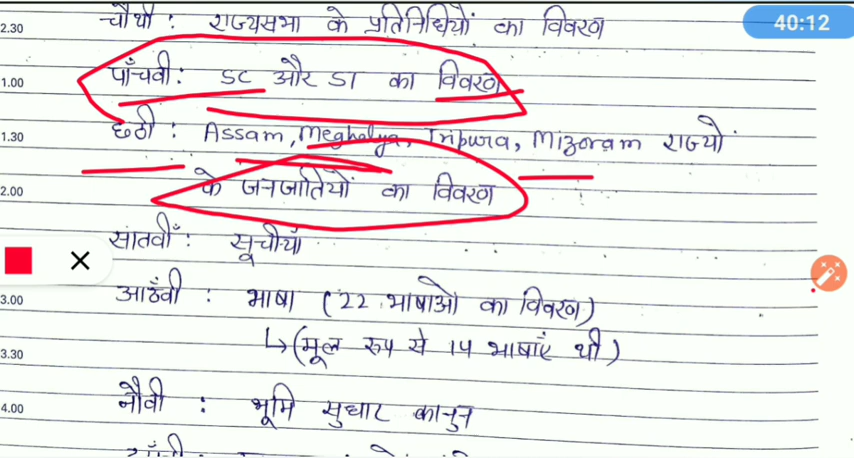 2.30 चौथी : राज्यसभा के प्रतिनिधियों का विवरण
40:12
1.00 पाँचवी : SC और ST का विवरण
1.30 छठी : Assam, Meghalya, Tripura, Mizoram राज्यों
2.00 के जनजातियों का विवरण
सातवीँ : सूचीयाँ
3.00 आठँवी : भाषा (22 भाषाओ का विवरण)
3.30 ↳ (मूल रूप से 14 भाषाएं थी)
4.00 नौवी : भूमि सुधार कानुन